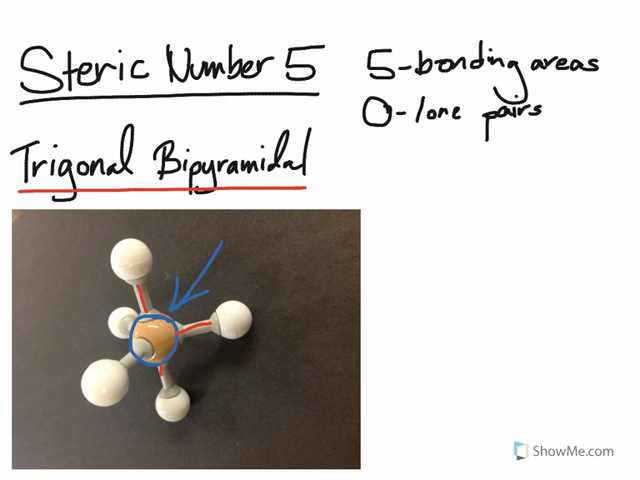 Steric Number 5
5-bonding areas
0-lone pairs
Trigonal Bipyramidal
ShowMe.com